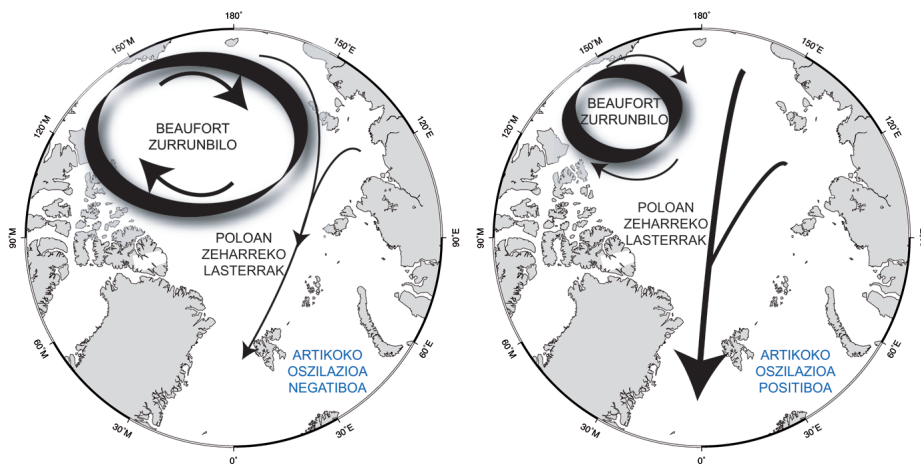 180°
150°M
150°E
120°M
120°E
90°M
90°E
60°M
60°E
30°M
30°E
0°
BEAUFORT
ZURRUNBILO
POLOAN
ZEHARREKO
LASTERRAK
ARTIKOKO
OSZILAZIOA
NEGATIBOA
180°
150°M
150°E
120°M
120°E
90°M
60°M
60°E
30°M
30°E
0°
BEAUFORT
ZURRUNBILO
POLOAN
ZEHARREKO
LASTERRAK
ARTIKOKO
OSZILAZIOA
POSITIBOA